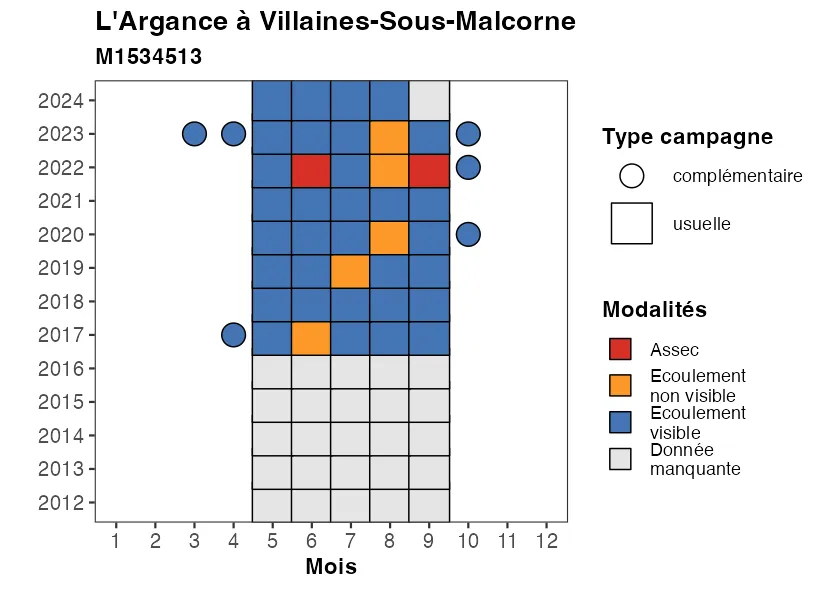 L'Argance à Villaines-Sous-Malcorne
M1534513
2024
2023
2022
2021
2020
2019
2018
2017
2016
2015
2014
2013
2012
1 2 3 4 5 6 7 8 9 10 11 12
Mois
Type campagne
complémentaire
usuelle
Modalités
Assec
Ecoulement
non visible
Ecoulement
visible
Donnée
manquante